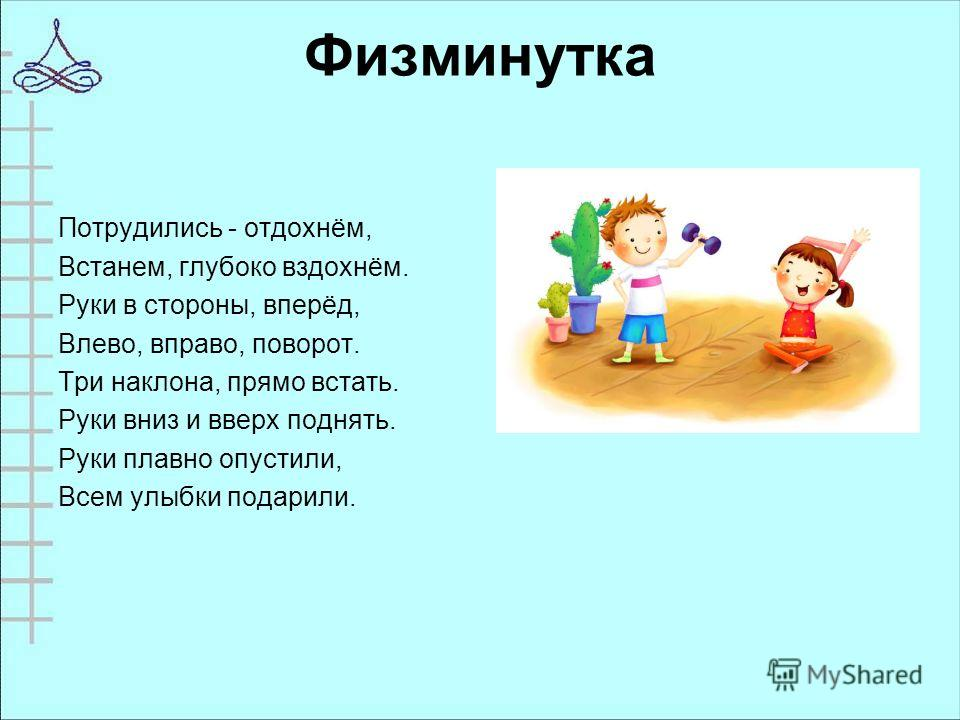 Физминутка
Потрудились - отдохнём,
Встанем, глубоко вздохнём.
Руки в стороны, вперёд,
Влево, вправо, поворот.
Три наклона, прямо встать.
Руки вниз и вверх поднять.
Руки плавно опустили,
Всем улыбки подарили.
MyShared